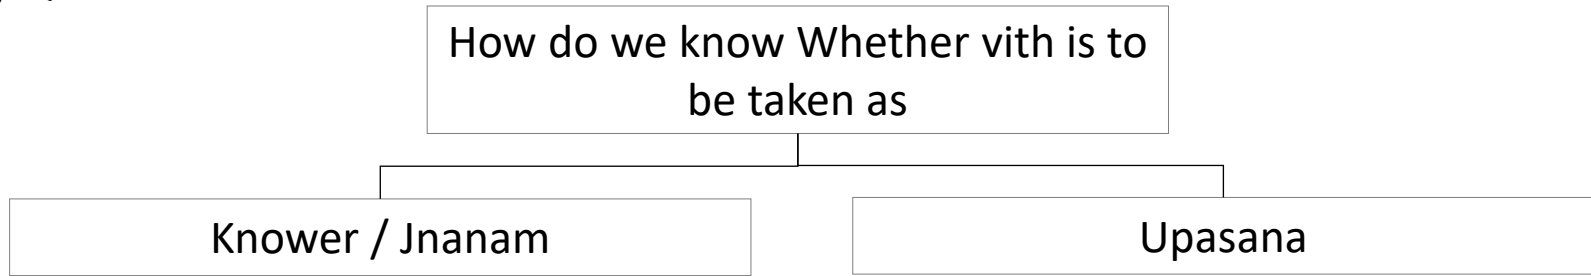 How do we know Whether vith is to
be taken as
Knower / Jnanam
Upasana